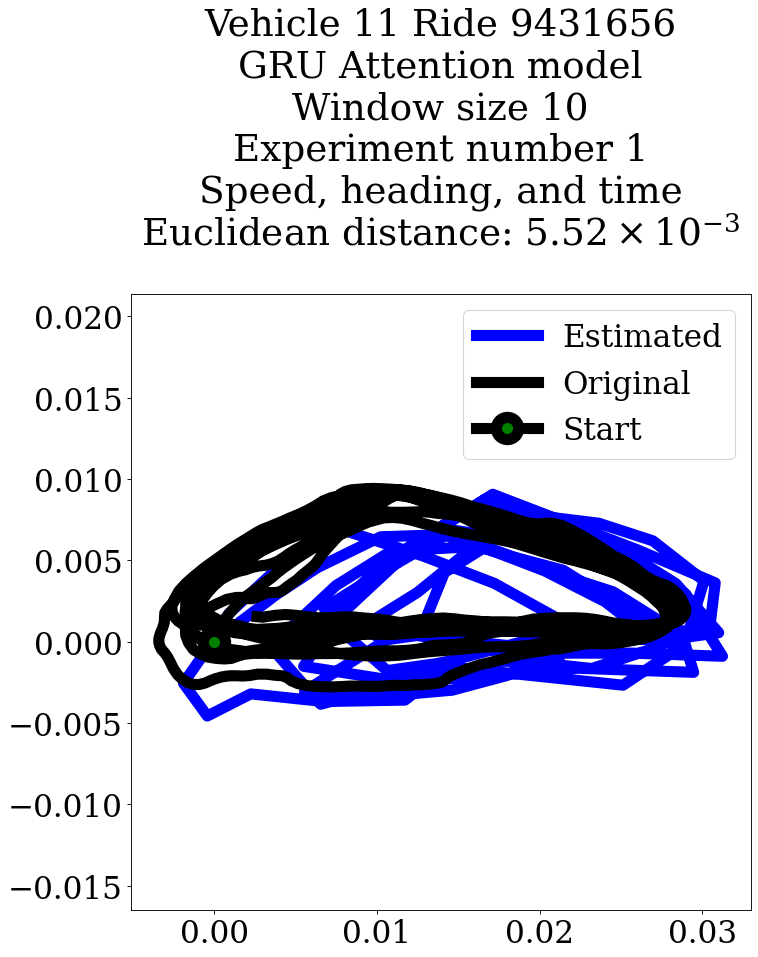 Vehicle 11 Ride 9431656
GRU Attention model
Window size 10
Experiment number 1
Speed, heading, and time
Euclidean distance: 5.52 × 10⁻³
Estimated
Original
Start
0.020
0.015
0.010
0.005
0.000
−0.005
−0.010
−0.015
0.00 0.01 0.02 0.03